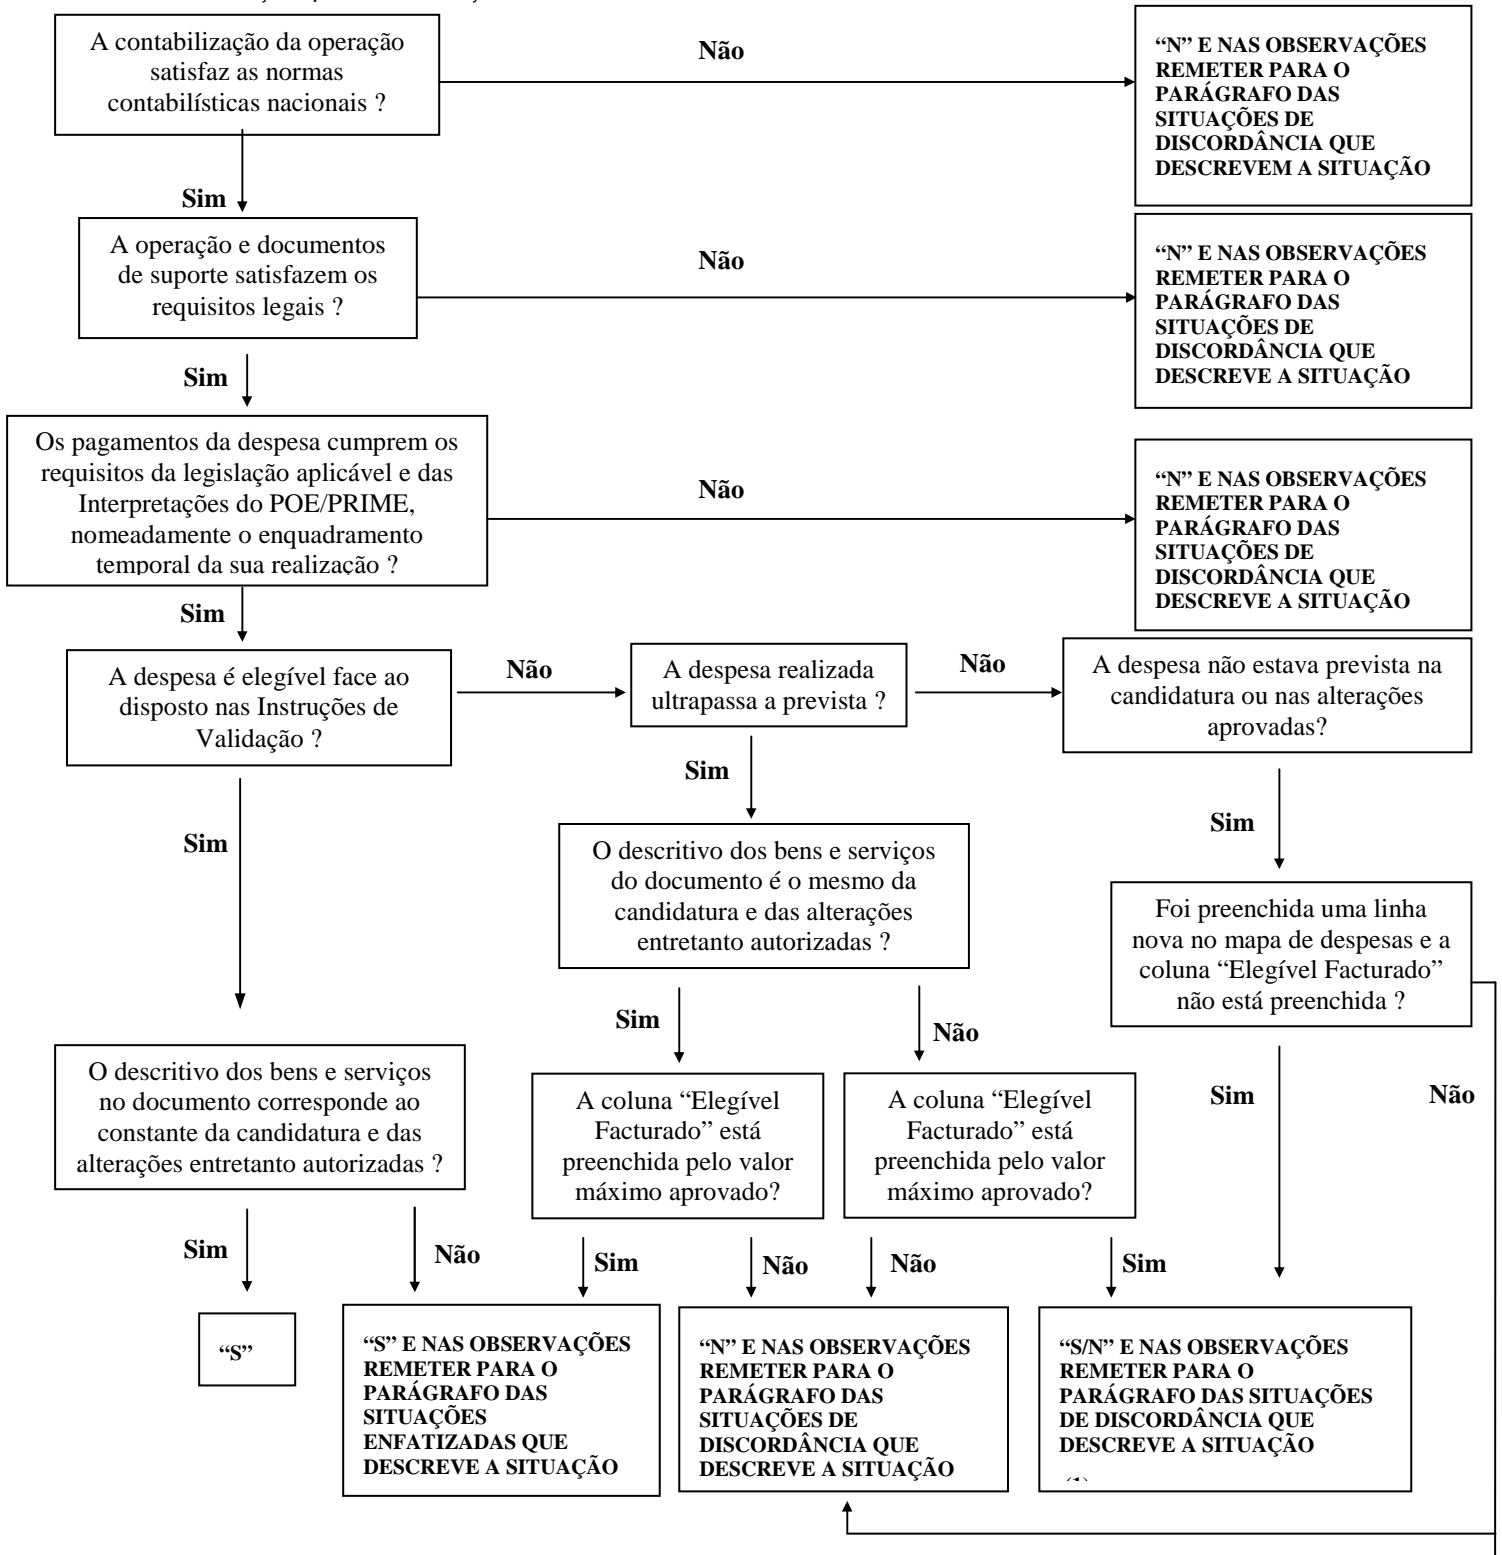 A contabilização da operação
satisfaz as normas
contabilísticas nacionais ?
Não
“N” E NAS OBSERVAÇÕES
REMETER PARA O
PARÁGRAFO DAS
SITUAÇÕES DE
DISCORDÂNCIA QUE
DESCREVEM A SITUAÇÃO
Sim
A operação e documentos
de suporte satisfazem os
requisitos legais ?
Não
“N” E NAS OBSERVAÇÕES
REMETER PARA O
PARÁGRAFO DAS
SITUAÇÕES DE
DISCORDÂNCIA QUE
DESCREVE A SITUAÇÃO
Sim
Os pagamentos da despesa cumprem os
requisitos da legislação aplicável e das
Interpretações do POE/PRIME,
nomeadamente o enquadramento
temporal da sua realização ?
Não
“N” E NAS OBSERVAÇÕES
REMETER PARA O
PARÁGRAFO DAS
SITUAÇÕES DE
DISCORDÂNCIA QUE
DESCREVE A SITUAÇÃO
Sim
A despesa é elegível face ao
disposto nas Instruções de
Validação ?
Não
A despesa realizada
ultrapassa a prevista ?
Não
A despesa não estava prevista na
candidatura ou nas alterações
aprovadas?
Sim
Sim
Sim
O descritivo dos bens e serviços
do documento é o mesmo da
candidatura e das alterações
entretanto autorizadas ?
Foi preenchida uma linha
nova no mapa de despesas e a
coluna “Elegível Facturado”
não está preenchida ?
Sim
Não
O descritivo dos bens e serviços
no documento corresponde ao
constante da candidatura e das
alterações entretanto autorizadas ?
A coluna “Elegível
Facturado” está
preenchida pelo valor
máximo aprovado?
A coluna “Elegível
Facturado” está
preenchida pelo valor
máximo aprovado?
Sim
Não
Sim
Não
Sim
Não
Não
Sim
“S”
“S” E NAS OBSERVAÇÕES
REMETER PARA O
PARÁGRAFO DAS
SITUAÇÕES
ENFATIZADAS QUE
DESCREVE A SITUAÇÃO
“N” E NAS OBSERVAÇÕES
REMETER PARA O
PARÁGRAFO DAS
SITUAÇÕES DE
DISCORDÂNCIA QUE
DESCREVE A SITUAÇÃO
“S/N” E NAS OBSERVAÇÕES
REMETER PARA O
PARÁGRAFO DAS SITUAÇÕES
DE DISCORDÂNCIA QUE
DESCREVE A SITUAÇÃO